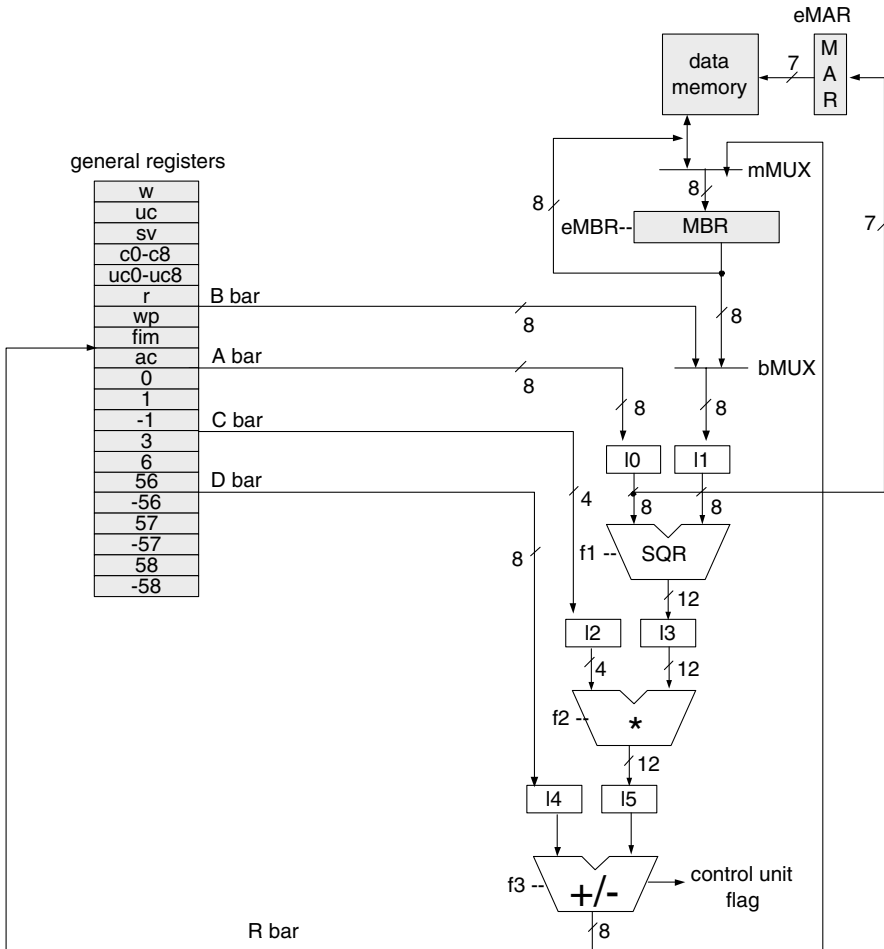 eMAR
data
memory
7
M
A
R
general registers
mMUX
8
8
eMBR--
MBR
7
w
uc
sv
c0-c8
uc0-uc8
r
wp
fim
ac
0
1
-1
3
6
56
-56
57
-57
58
-58
B bar
8
8
A bar
8
bMUX
8
8
C bar
l0
l1
D bar
4
8
8
f1 --
SQR
8
12
l2
l3
4
12
f2 --
*
12
l4
l5
f3 --
+/-
control unit
flag
R bar
8